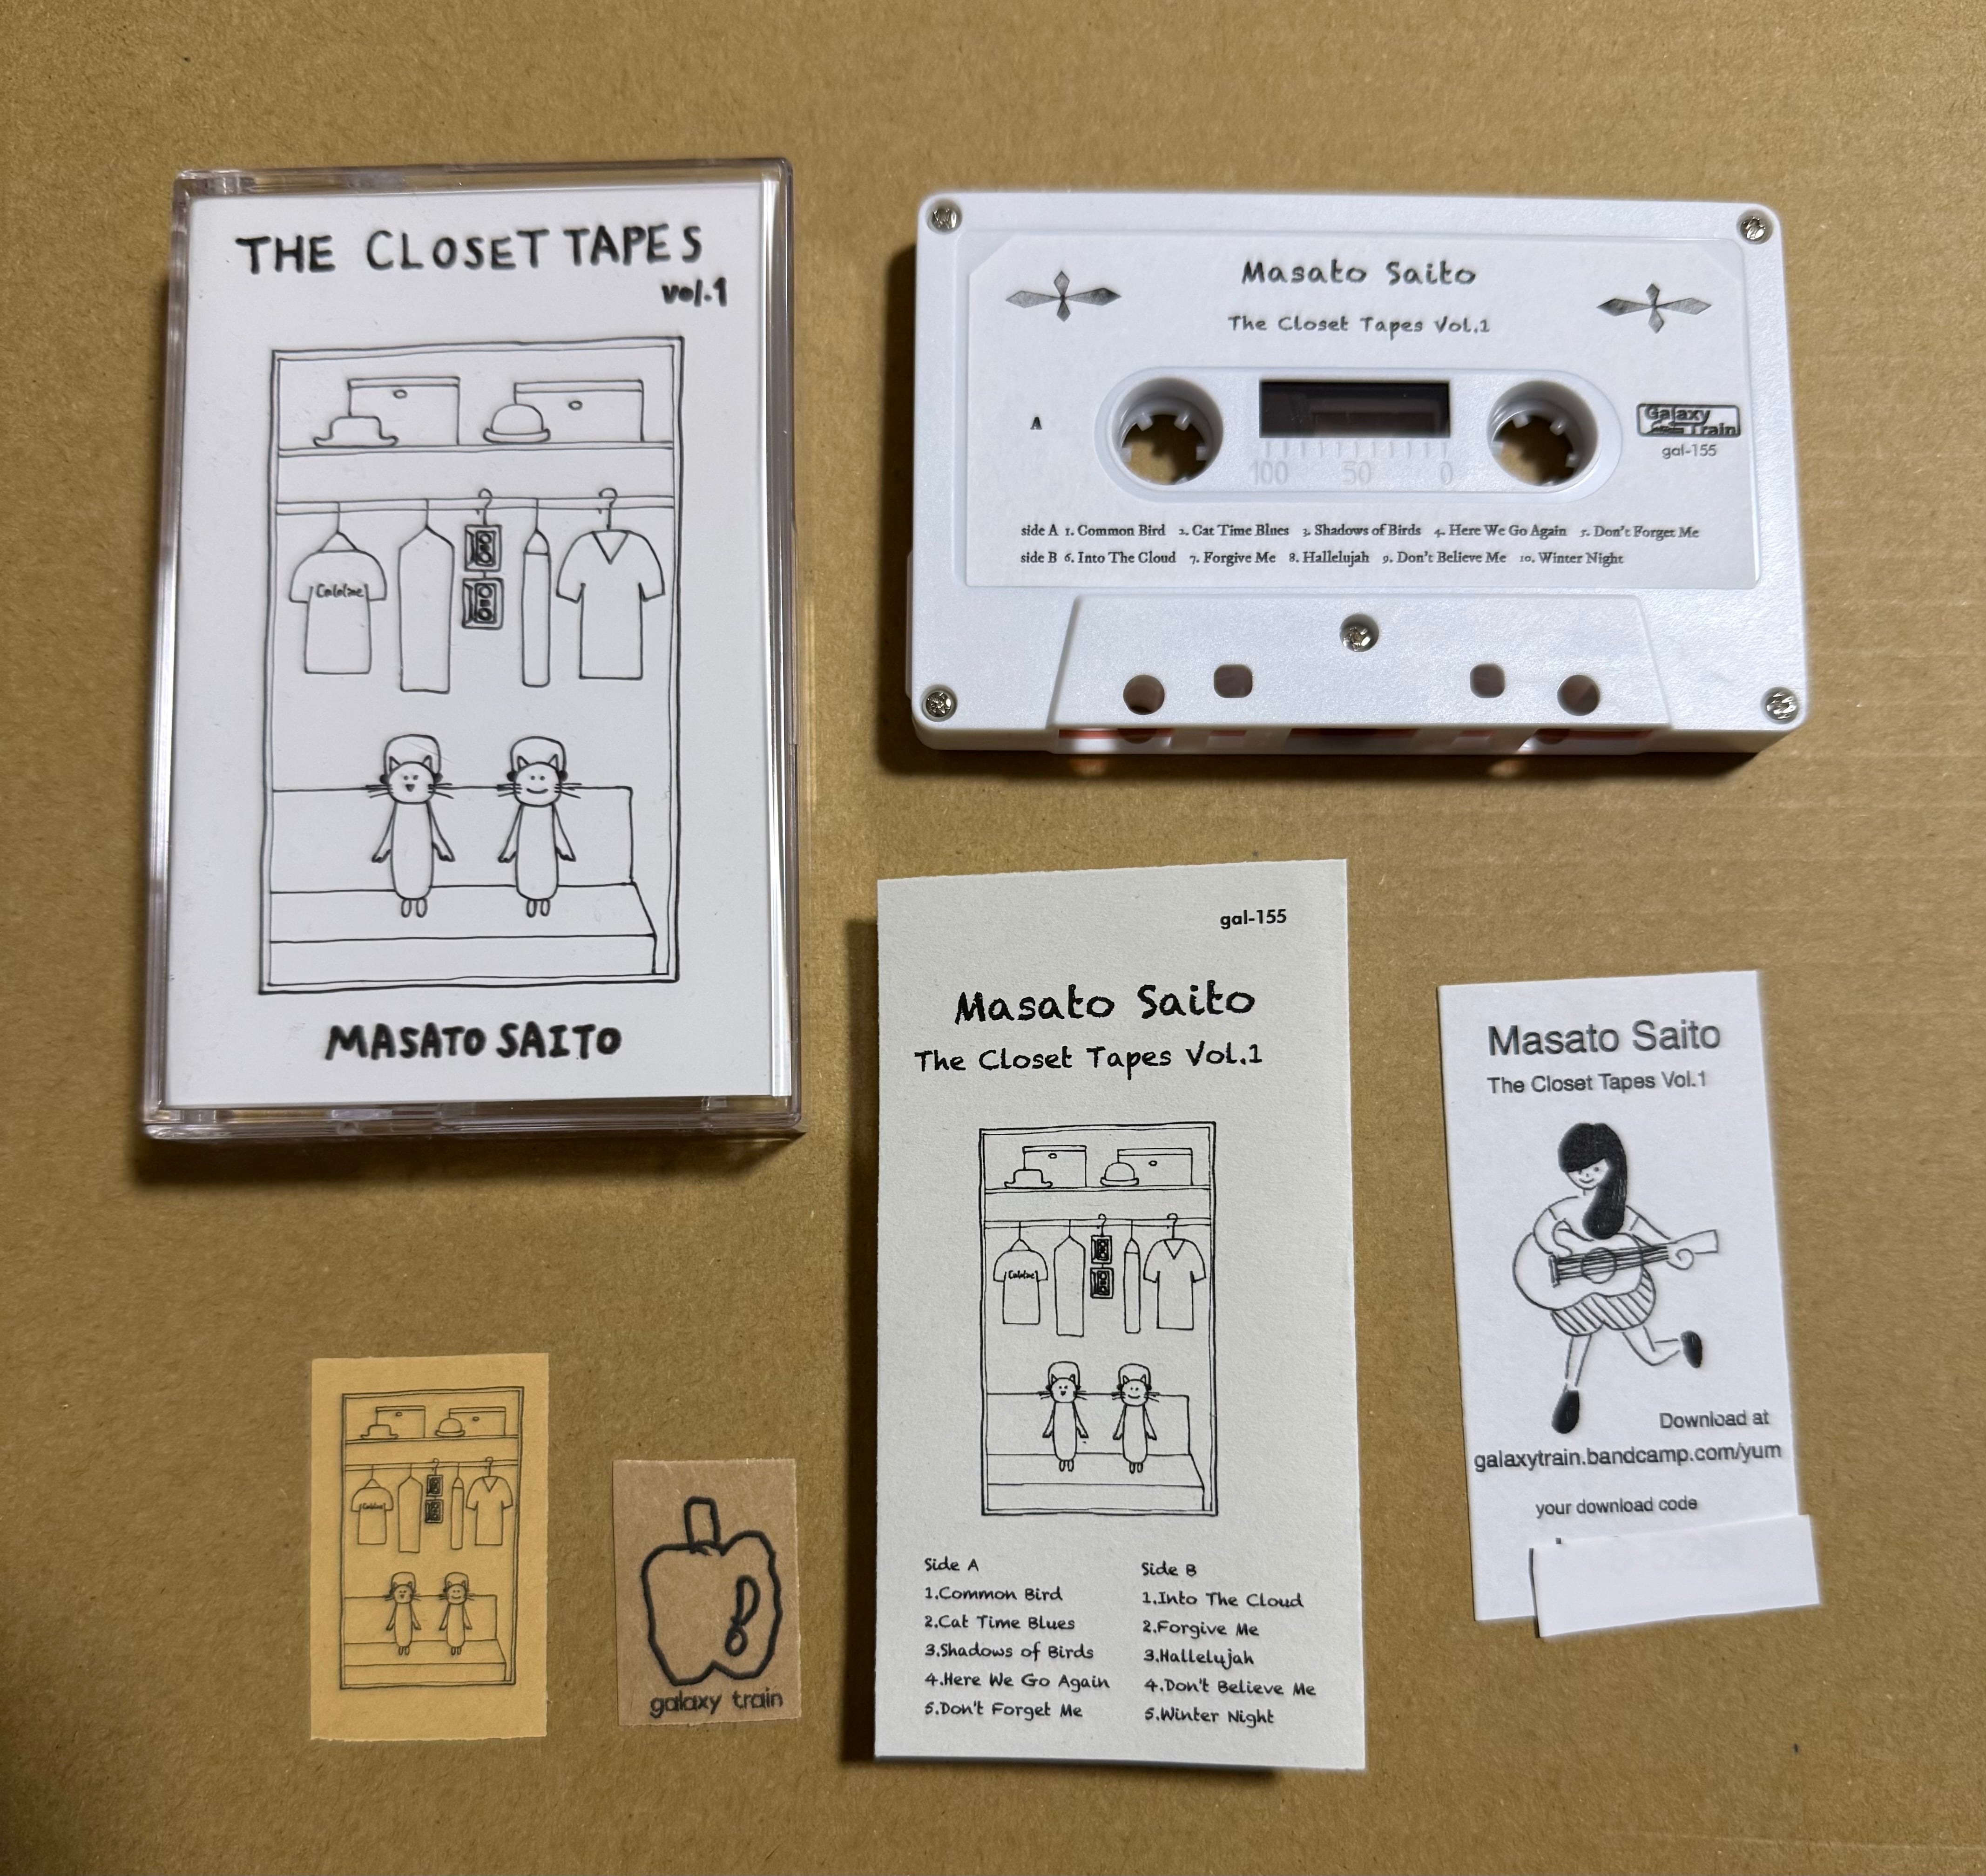 THE CLOSET TAPES
vol.1
MASATO SAITO
Masato Saito
The Closet Tapes Vol.1
A
100 50 0
Galaxy
Train
gal-155
side A 1. Common Bird 2. Cat Time Blues 3. Shadows of Birds 4. Here We Go Again 5. Don't Forget Me
side B 6. Into The Cloud 7. Forgive Me 8. Hallelujah 9. Don't Believe Me 10. Winter Night
gal-155
Masato Saito
The Closet Tapes Vol.1
Side A
1.Common Bird
2.Cat Time Blues
3.Shadows of Birds
4.Here We Go Again
5.Don't Forget Me
Side B
1.Into The Cloud
2.Forgive Me
3.Hallelujah
4.Don't Believe Me
5.Winter Night
Masato Saito
The Closet Tapes Vol.1
Download at
galaxytrain.bandcamp.com/yum
your download code
galaxy train